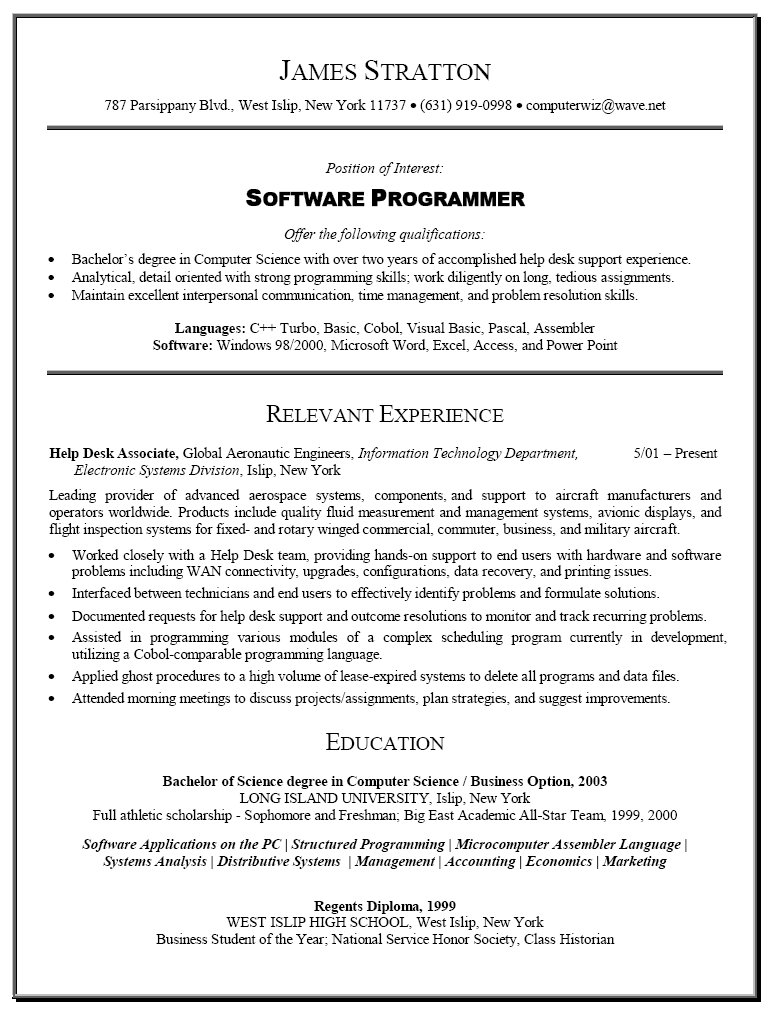 JAMES STRATTON
787 Parsippany Blvd., West Islip, New York 11737 • (631) 919-0998 • computerwiz@wave.net
Position of Interest:
SOFTWARE PROGRAMMER
Offer the following qualifications:
• Bachelor's degree in Computer Science with over two years of accomplished help desk support experience.
• Analytical, detail oriented with strong programming skills; work diligently on long, tedious assignments.
• Maintain excellent interpersonal communication, time management, and problem resolution skills.
Languages: C++ Turbo, Basic, Cobol, Visual Basic, Pascal, Assembler
Software: Windows 98/2000, Microsoft Word, Excel, Access, and Power Point
RELEVANT EXPERIENCE
Help Desk Associate, Global Aeronautic Engineers, Information Technology Department, 5/01 – Present
Electronic Systems Division, Islip, New York
Leading provider of advanced aerospace systems, components, and support to aircraft manufacturers and
operators worldwide. Products include quality fluid measurement and management systems, avionic displays, and
flight inspection systems for fixed- and rotary winged commercial, commuter, business, and military aircraft.
• Worked closely with a Help Desk team, providing hands-on support to end users with hardware and software
problems including WAN connectivity, upgrades, configurations, data recovery, and printing issues.
• Interfaced between technicians and end users to effectively identify problems and formulate solutions.
• Documented requests for help desk support and outcome resolutions to monitor and track recurring problems.
• Assisted in programming various modules of a complex scheduling program currently in development,
utilizing a Cobol-comparable programming language.
• Applied ghost procedures to a high volume of lease-expired systems to delete all programs and data files.
• Attended morning meetings to discuss projects/assignments, plan strategies, and suggest improvements.
EDUCATION
Bachelor of Science degree in Computer Science / Business Option, 2003
LONG ISLAND UNIVERSITY, Islip, New York
Full athletic scholarship - Sophomore and Freshman; Big East Academic All-Star Team, 1999, 2000
Software Applications on the PC | Structured Programming | Microcomputer Assembler Language |
Systems Analysis | Distributive Systems | Management | Accounting | Economics | Marketing
Regents Diploma, 1999
WEST ISLIP HIGH SCHOOL, West Islip, New York
Business Student of the Year; National Service Honor Society, Class Historian